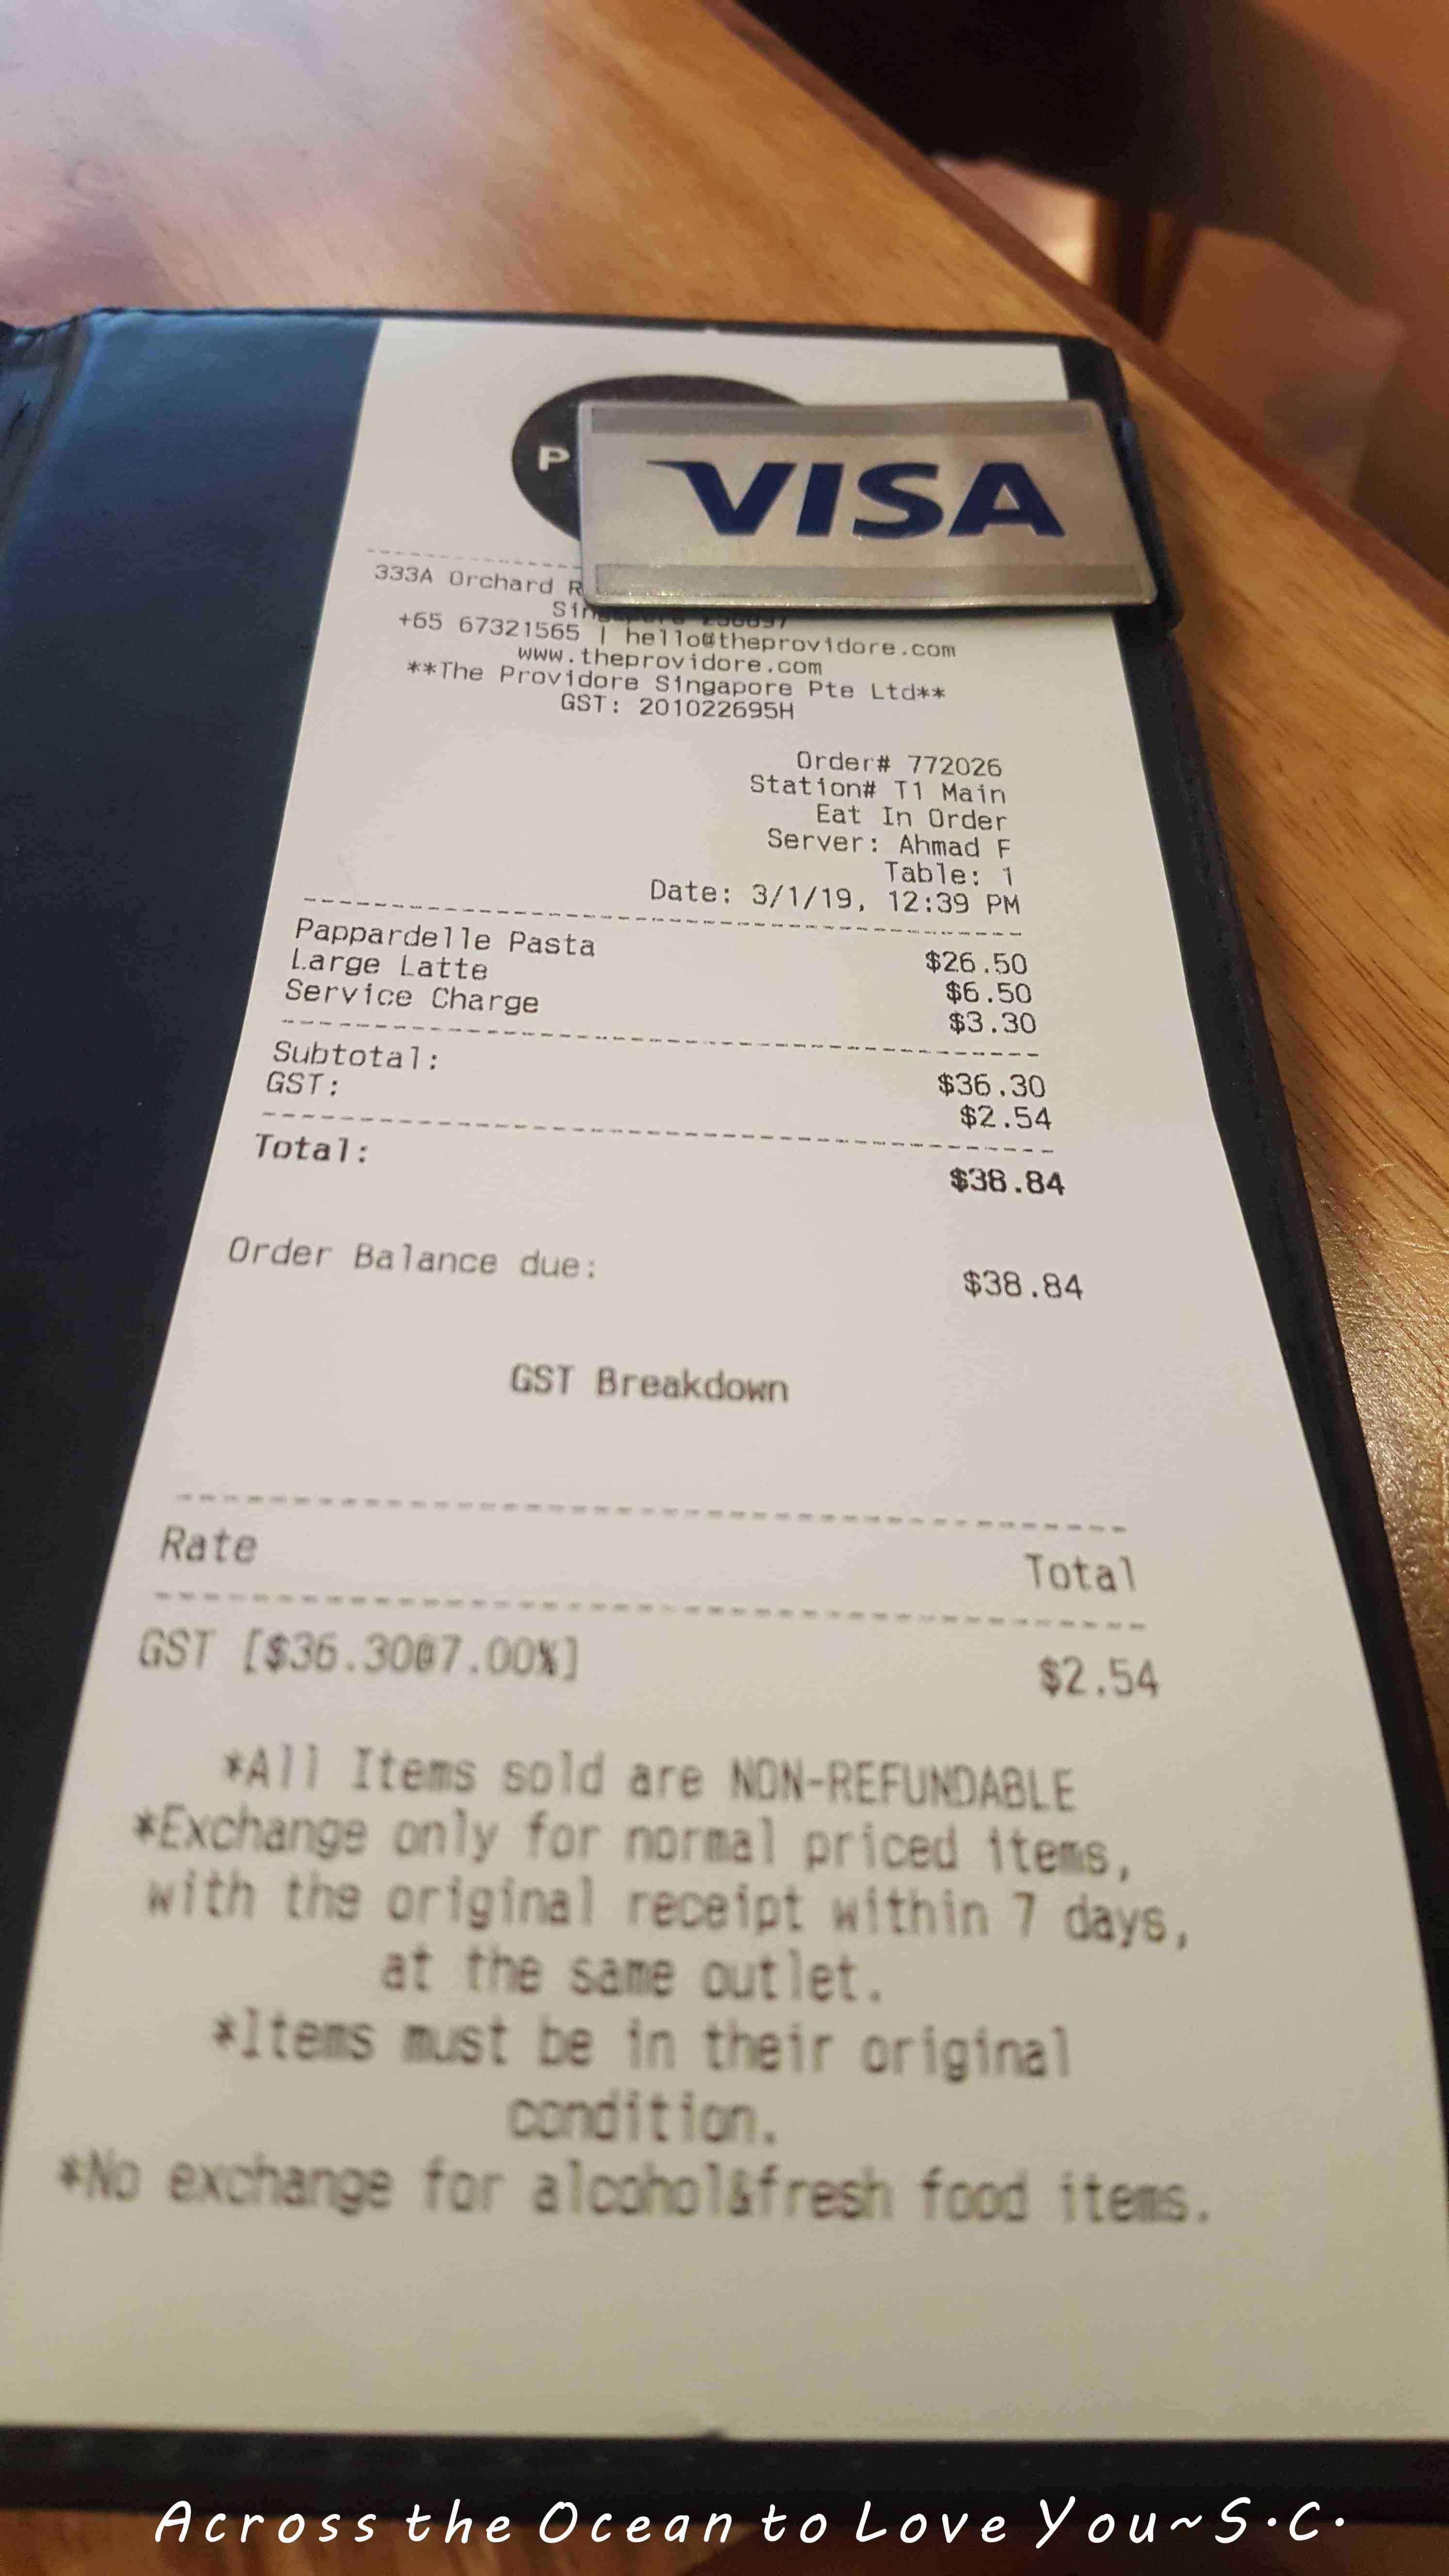 P
VISA
333A Orchard
+65 67321565 | hello@theprovidore.com
www.theprovidore.com
**The Providore Singapore Pte Ltd**
GST: 201022695H
Order# 772026
Station# T1 Main
Eat In Order
Server: Ahmad F
Table: 1
Date: 3/1/19, 12:39 PM
Pappardelle Pasta $26.50
Large Latte $6.50
Service Charge $3.30
Subtotal: $36.30
GST: $2.54
Total: $38.84
Order Balance due: $38.84
GST Breakdown
Rate Total
GST [$36.30@7.00%] $2.54
*All Items sold are NON-REFUNDABLE
*Exchange only for normal priced items,
with the original receipt within 7 days,
at the same outlet.
*Items must be in their original
condition.
*No exchange for alcohol&fresh food items.
Across the Ocean to Love You~S.C.